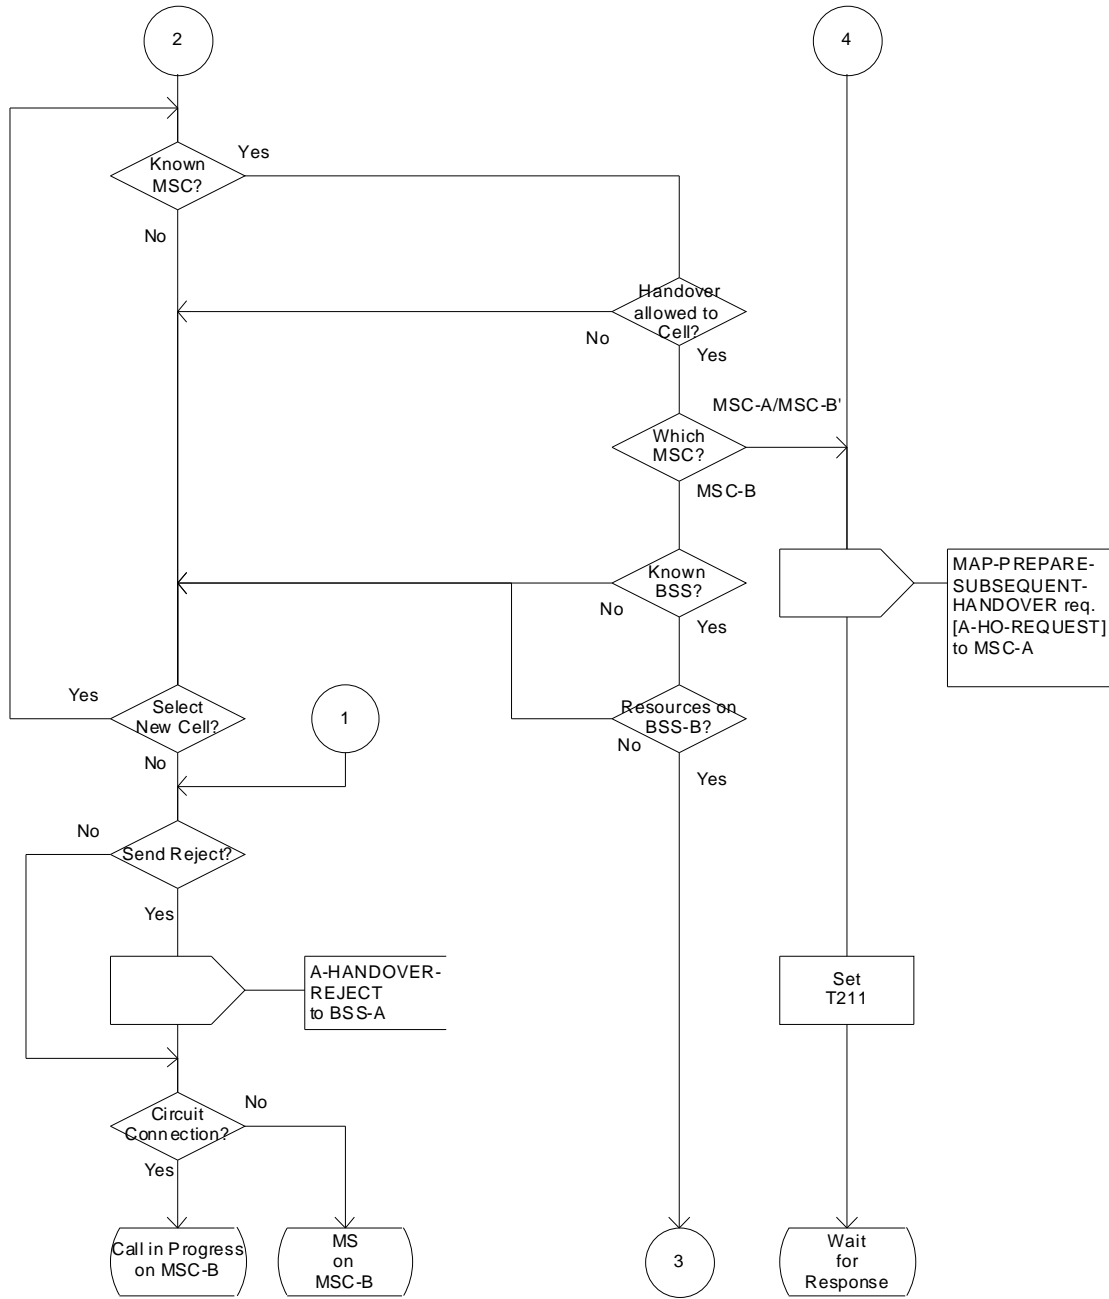 2
4
Known
MSC?
Yes
No
Handover
allowed to
Cell?
No
Yes
MSC-A/MSC-B'
Which
MSC?
MSC-B
Known
BSS?
No
Yes
MAP-PREPARE-
SUBSEQUENT-
HANDOVER req.
[A-HO-REQUEST]
to MSC-A
Yes
Select
New Cell?
No
1
Resources on
BSS-B?
No
Yes
No
Send Reject?
Yes
A-HANDOVER-
REJECT
to BSS-A
Set
T211
Circuit
Connection?
No
Yes
Call in Progress
on MSC-B
MS
on
MSC-B
3
Wait
for
Response